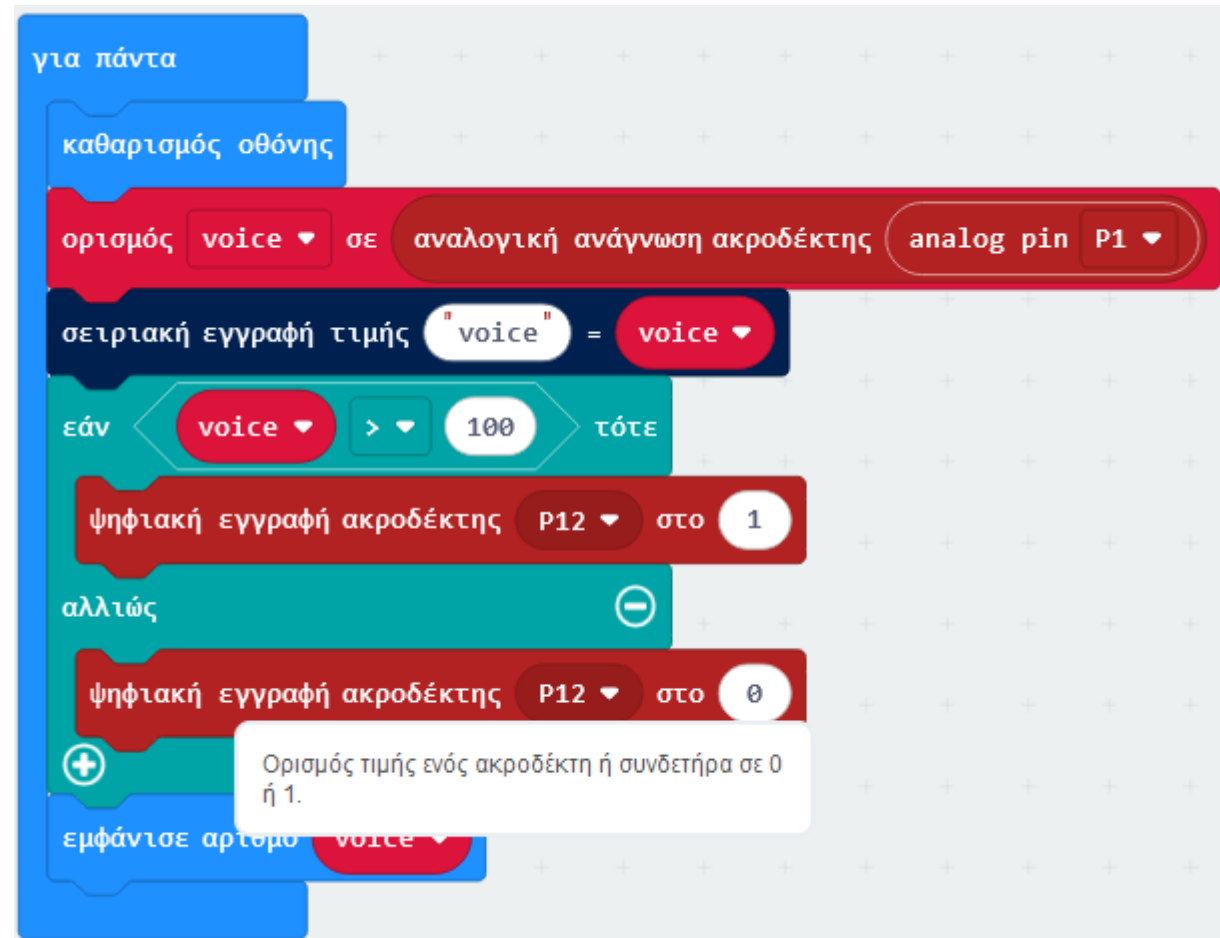 για πάντα
καθαρισμός οθόνης
ορισμός voice σε αναλογική ανάγνωση ακροδέκτης analog pin P1
σειριακή εγγραφή τιμής "voice" = voice
εάν voice > 100 τότε
ψηφιακή εγγραφή ακροδέκτης P12 στο 1
αλλιώς
ψηφιακή εγγραφή ακροδέκτης P12 στο 0
Ορισμός τιμής ενός ακροδέκτη ή συνδετήρα σε 0
ή 1.
εμφάνισε αριθμό voice